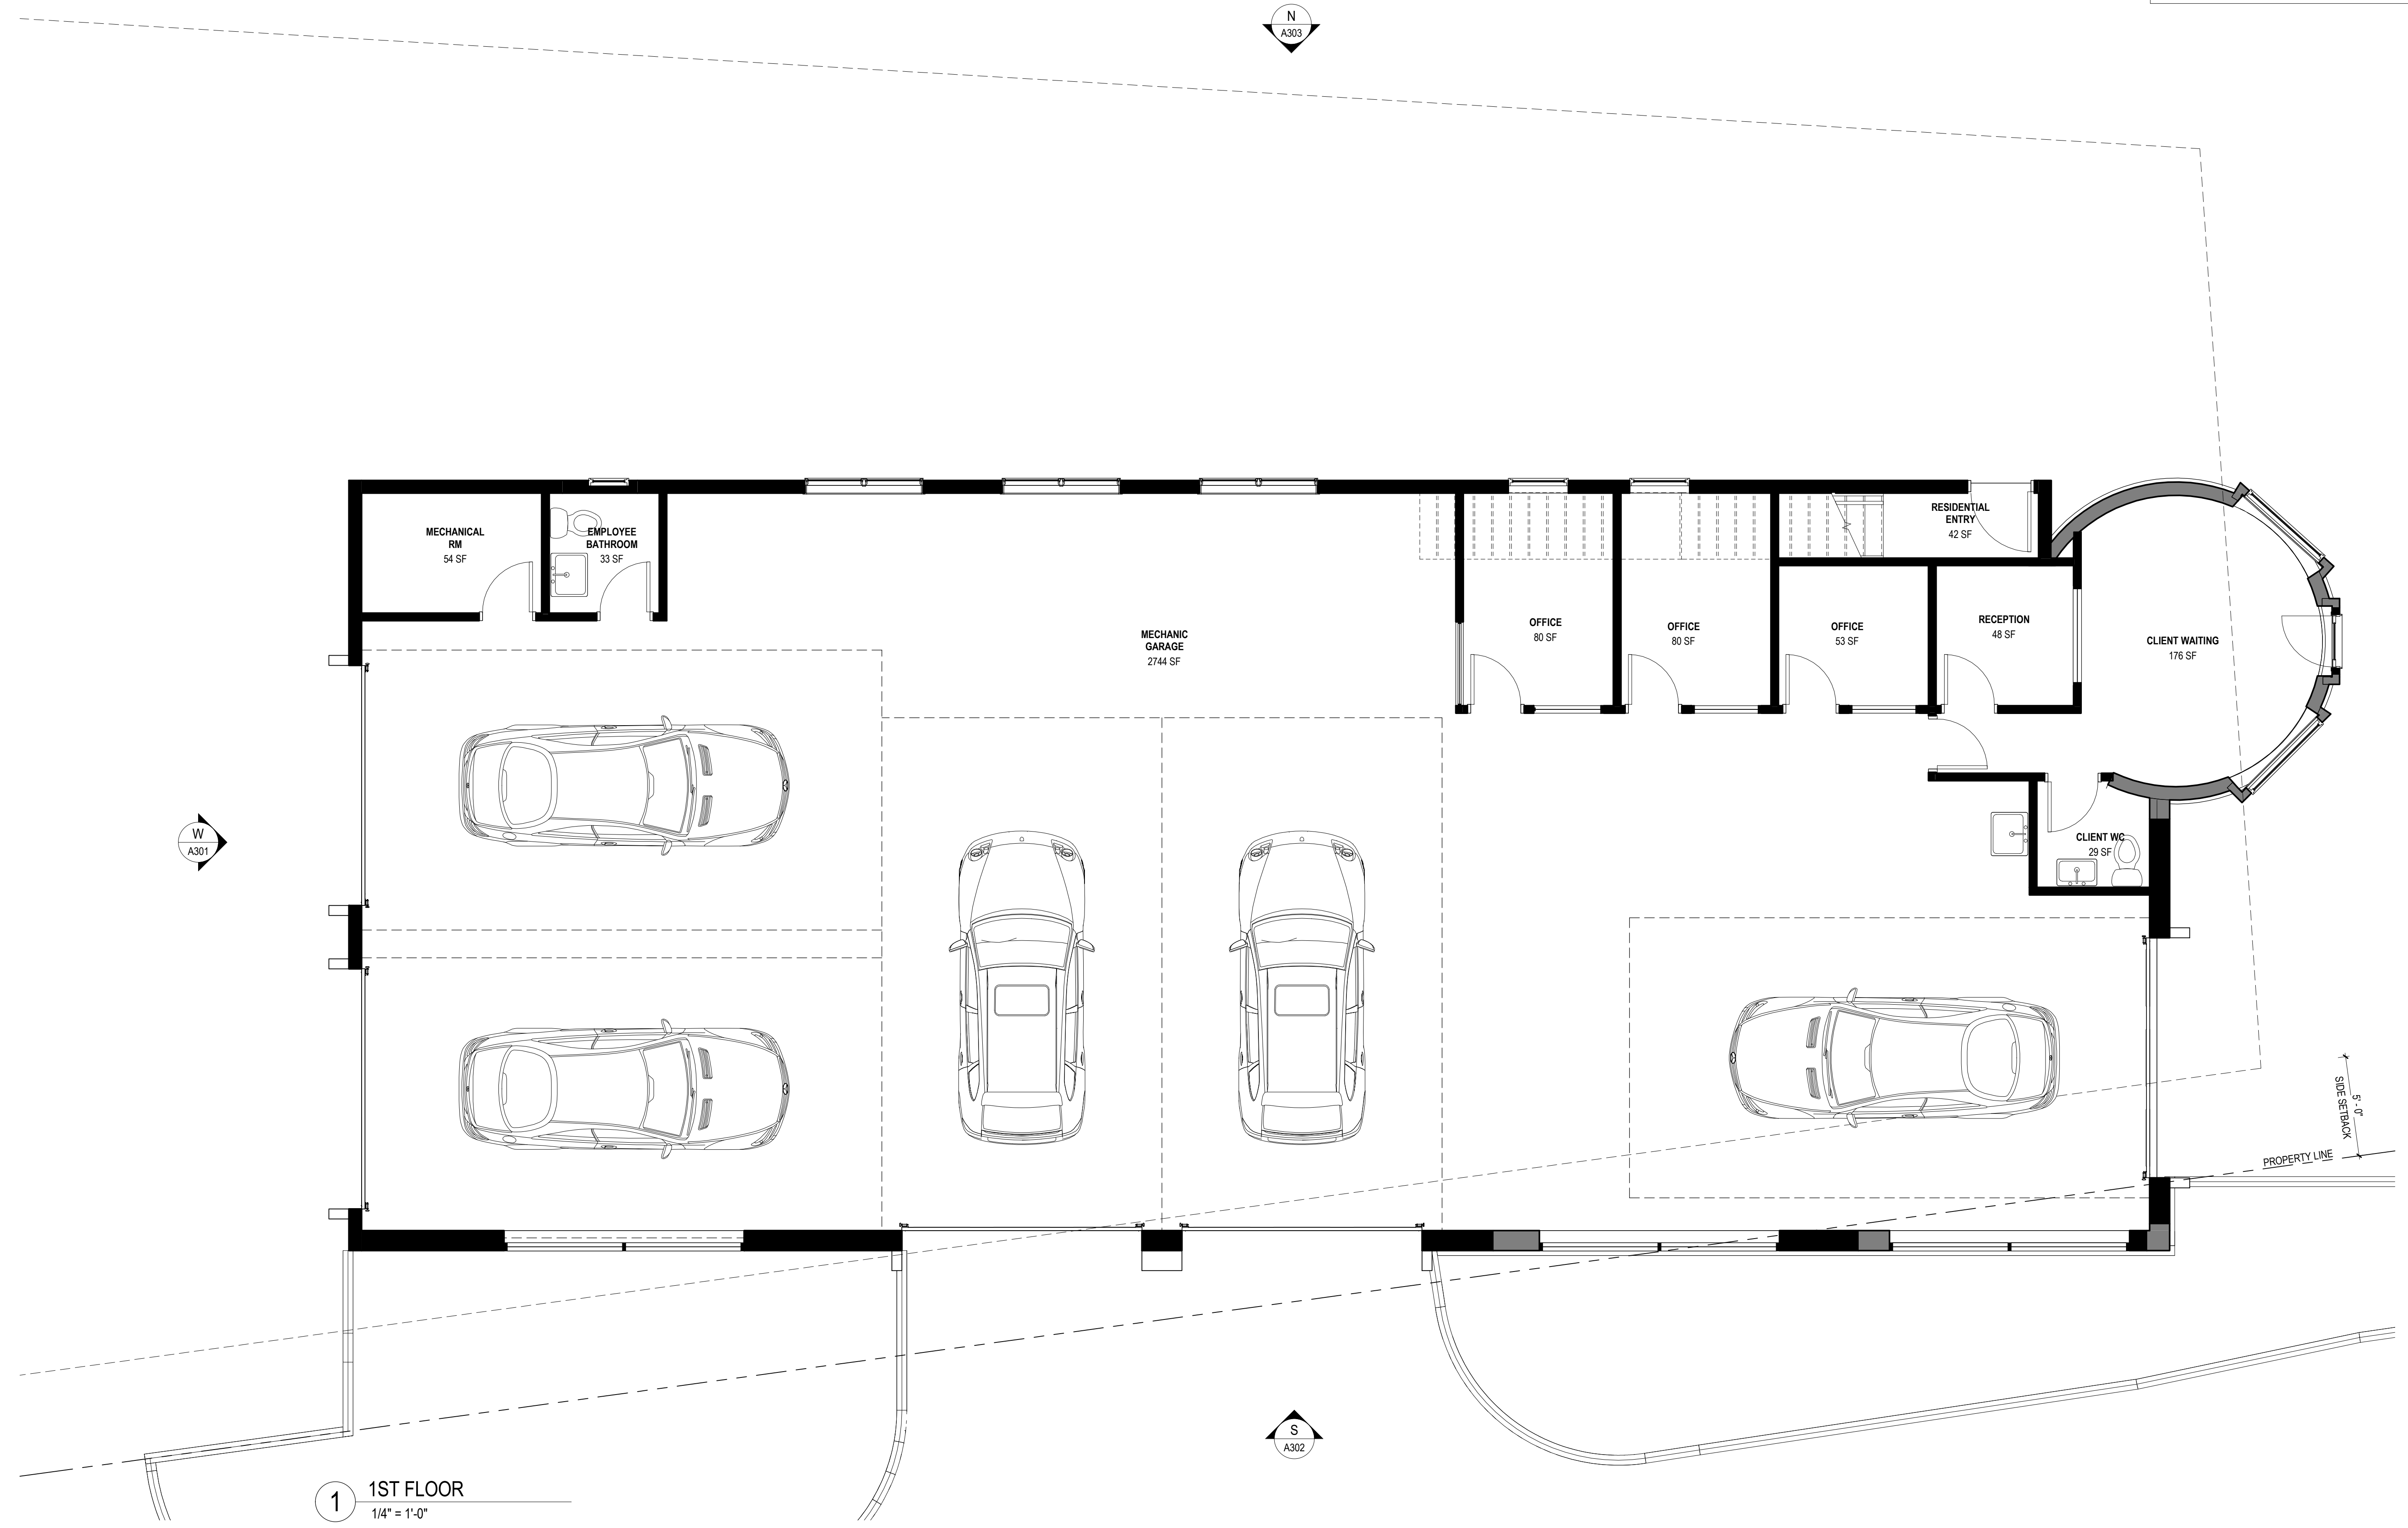 N
A303
RESIDENTIAL
ENTRY
42 SF
MECHANICAL
RM
54 SF
EMPLOYEE
BATHROOM
33 SF
MECHANIC
GARAGE
2744 SF
OFFICE
80 SF
OFFICE
80 SF
OFFICE
53 SF
RECEPTION
48 SF
CLIENT WAITING
176 SF
W
A301
CLIENT WC
29 SF
5' - 0"
SIDE SETBACK
PROPERTY LINE
S
A302
1
1ST FLOOR
1/4" = 1'-0"